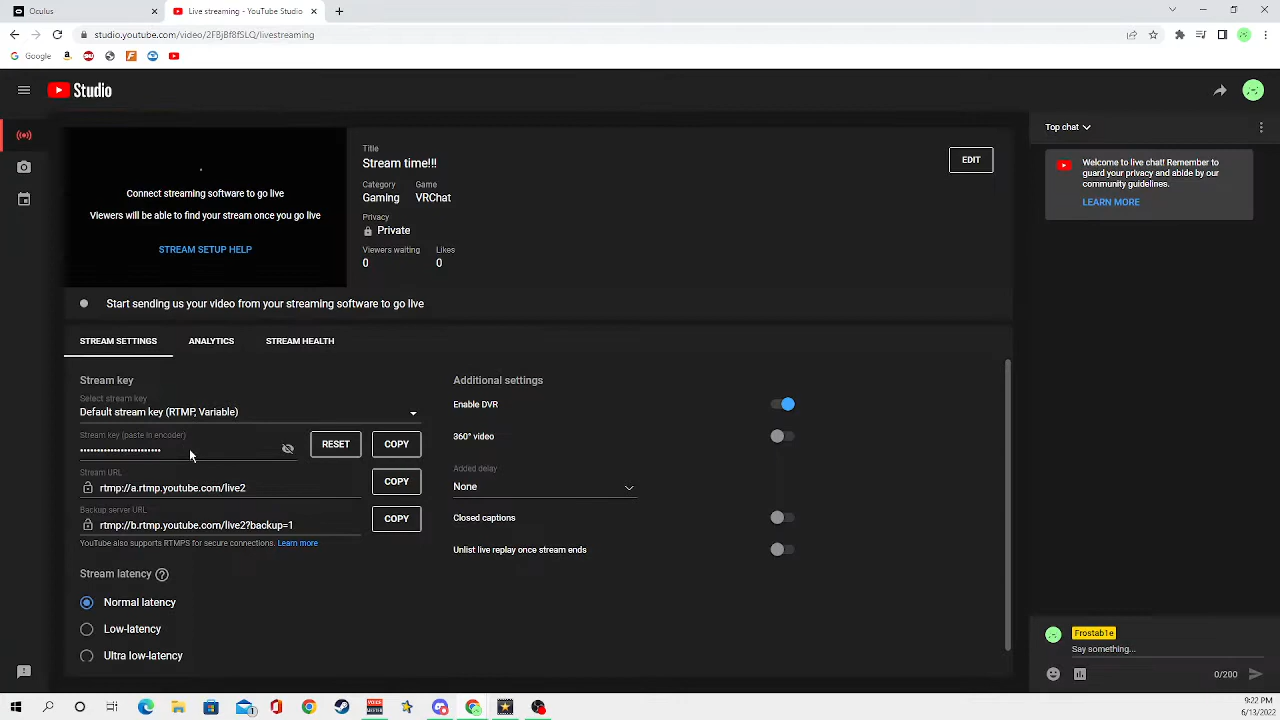 Oculus
Live streaming - YouTube Studio
studio.youtube.com/video/2FBjBf8fSLQ/livestreaming
Google
Studio
Connect streaming software to go live
Viewers will be able to find your stream once you go live
STREAM SETUP HELP
Title
Stream time!!!
EDIT
Category Game
Gaming VRChat
Privacy
Private
Viewers waiting Likes
0 0
Start sending us your video from your streaming software to go live
STREAM SETTINGS ANALYTICS STREAM HEALTH
Stream key
Select stream key
Default stream key (RTMP, Variable)
Stream key (paste in encoder)
••••••••••••••••••••••••
RESET COPY
Stream URL
rtmp://a.rtmp.youtube.com/live2
COPY
Backup server URL
rtmp://b.rtmp.youtube.com/live2?backup=1
COPY
YouTube also supports RTMPS for secure connections. Learn more
Stream latency
Normal latency
Low-latency
Ultra low-latency
Additional settings
Enable DVR
360° video
Added delay
None
Closed captions
Unlist live replay once stream ends
Top chat
Welcome to live chat! Remember to
guard your privacy and abide by our
community guidelines.
LEARN MORE
Frostab1e
Say something...
0/200
9:22 PM
6/13/2022